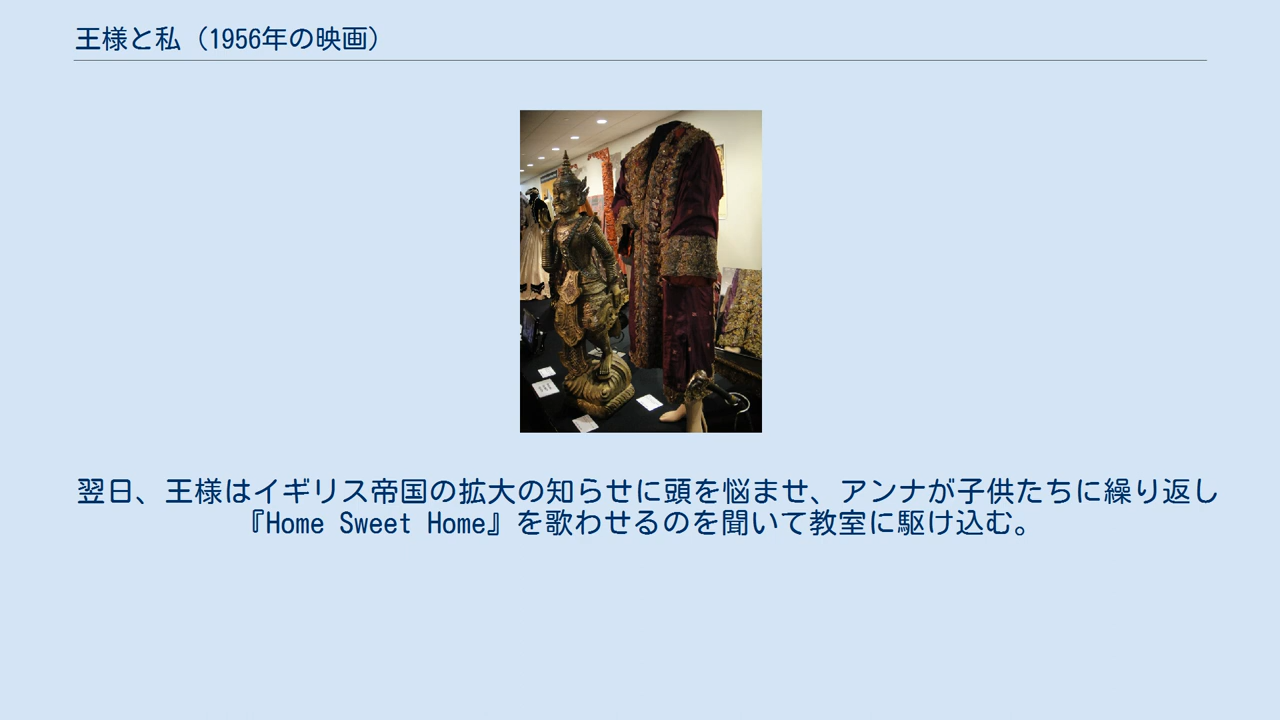 王様と私（1956年の映画）
翌日、王様はイギリス帝国の拡大の知らせに頭を悩ませ、アンナが子供たちに繰り返し
『Home Sweet Home』を歌わせるのを聞いて教室に駆け込む。